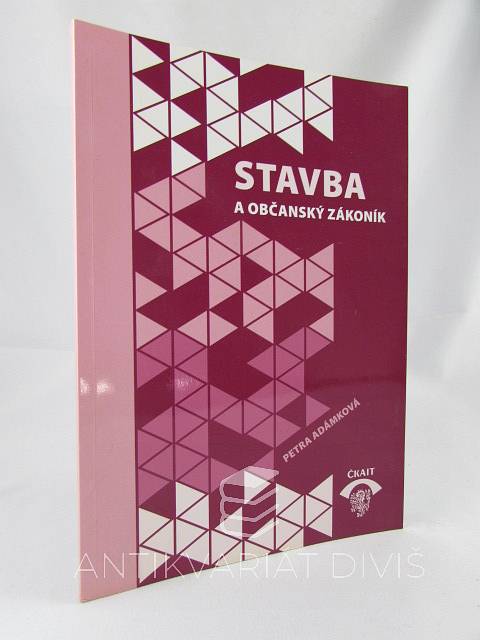 STAVBA
A OBČANSKÝ ZÁKONÍK
PETRA ADÁMKOVÁ
ČKAIT
ANTIKVARIÁT DIVIŠ